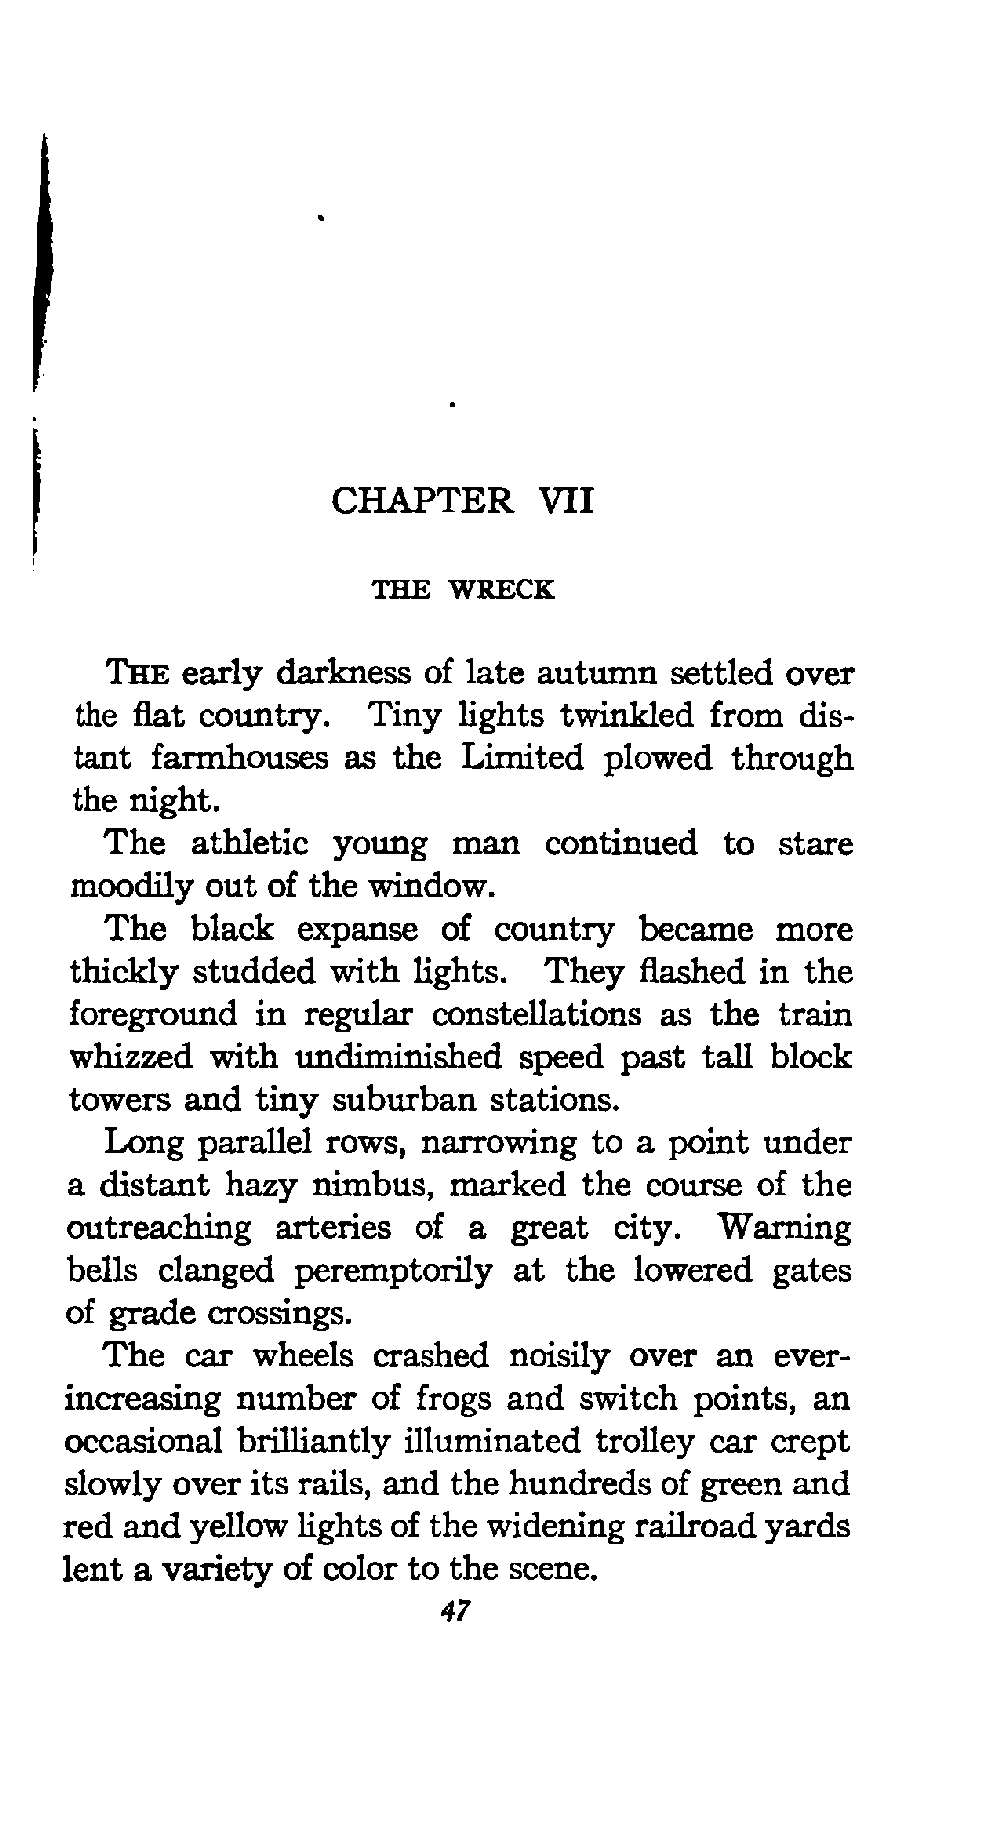 CHAPTER VII
THE WRECK
THE early darkness of late autumn settled over
the flat country. Tiny lights twinkled from dis-
tant farmhouses as the Limited plowed through
the night.
The athletic young man continued to stare
moodily out of the window.
The black expanse of country became more
thickly studded with lights. They flashed in the
foreground in regular constellations as the train
whizzed with undiminished speed past tall block
towers and tiny suburban stations.
Long parallel rows, narrowing to a point under
a distant hazy nimbus, marked the course of the
outreaching arteries of a great city. Warning
bells clanged peremptorily at the lowered gates
of grade crossings.
The car wheels crashed noisily over an ever-
increasing number of frogs and switch points, an
occasional brilliantly illuminated trolley car crept
slowly over its rails, and the hundreds of green and
red and yellow lights of the widening railroad yards
lent a variety of color to the scene.
47